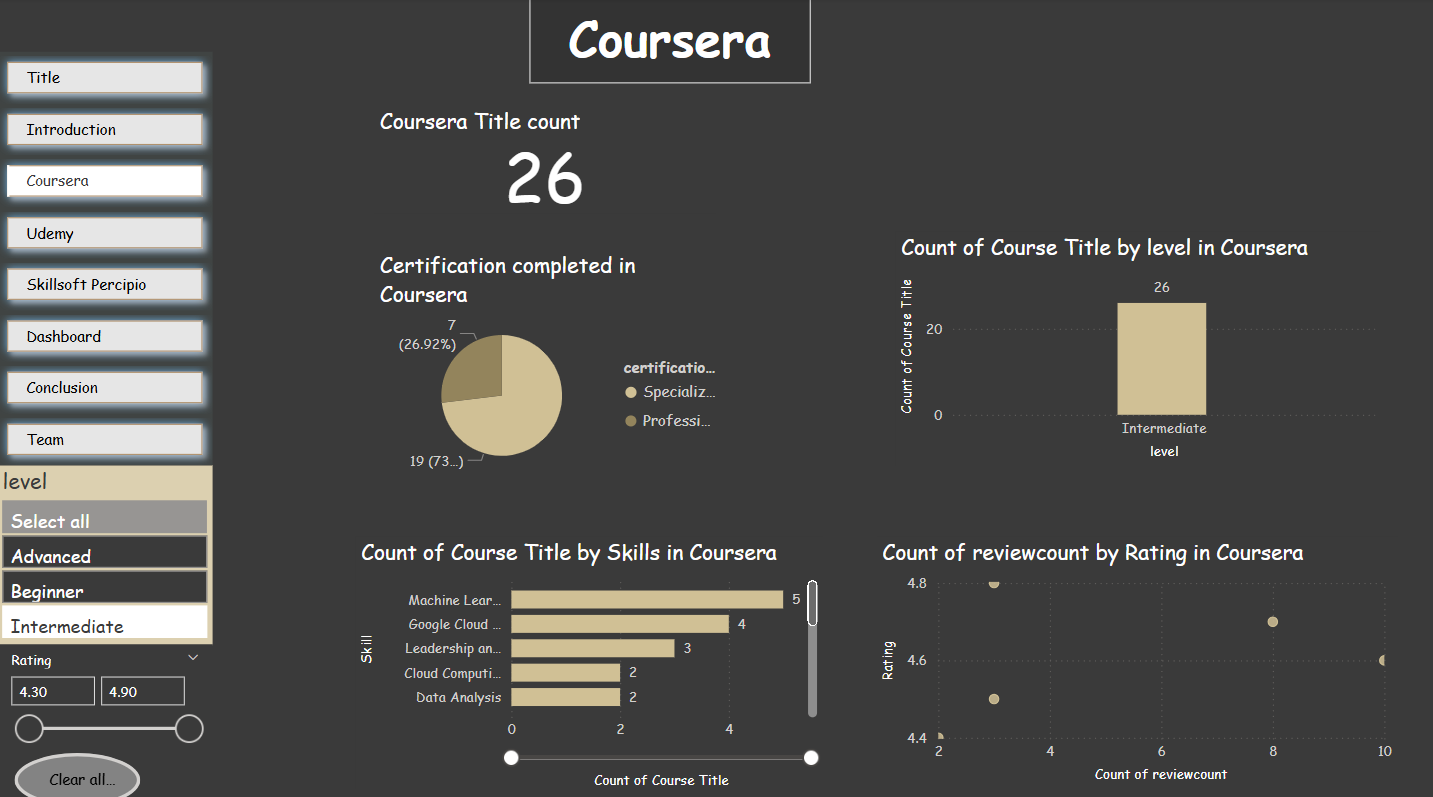 Coursera
Title
Introduction
Coursera
Udemy
Skillsoft Percipio
Dashboard
Conclusion
Team
level
Select all
Advanced
Beginner
Intermediate
Rating
4.30 4.90
Clear all...
Coursera Title count
26
Certification completed in
Coursera
7
(26.92%)
19 (73...)
certificatio...
Specializ...
Professi...
Count of Course Title by level in Coursera
Count of Course Title
26
20
0
Intermediate
level
Count of Course Title by Skills in Coursera
Skill
Machine Lear... 5
Google Cloud ... 4
Leadership an... 3
Cloud Computi... 2
Data Analysis 2
0 2 4
Count of Course Title
Count of reviewcount by Rating in Coursera
Rating
4.8
4.6
4.4
2 4 6 8 10
Count of reviewcount